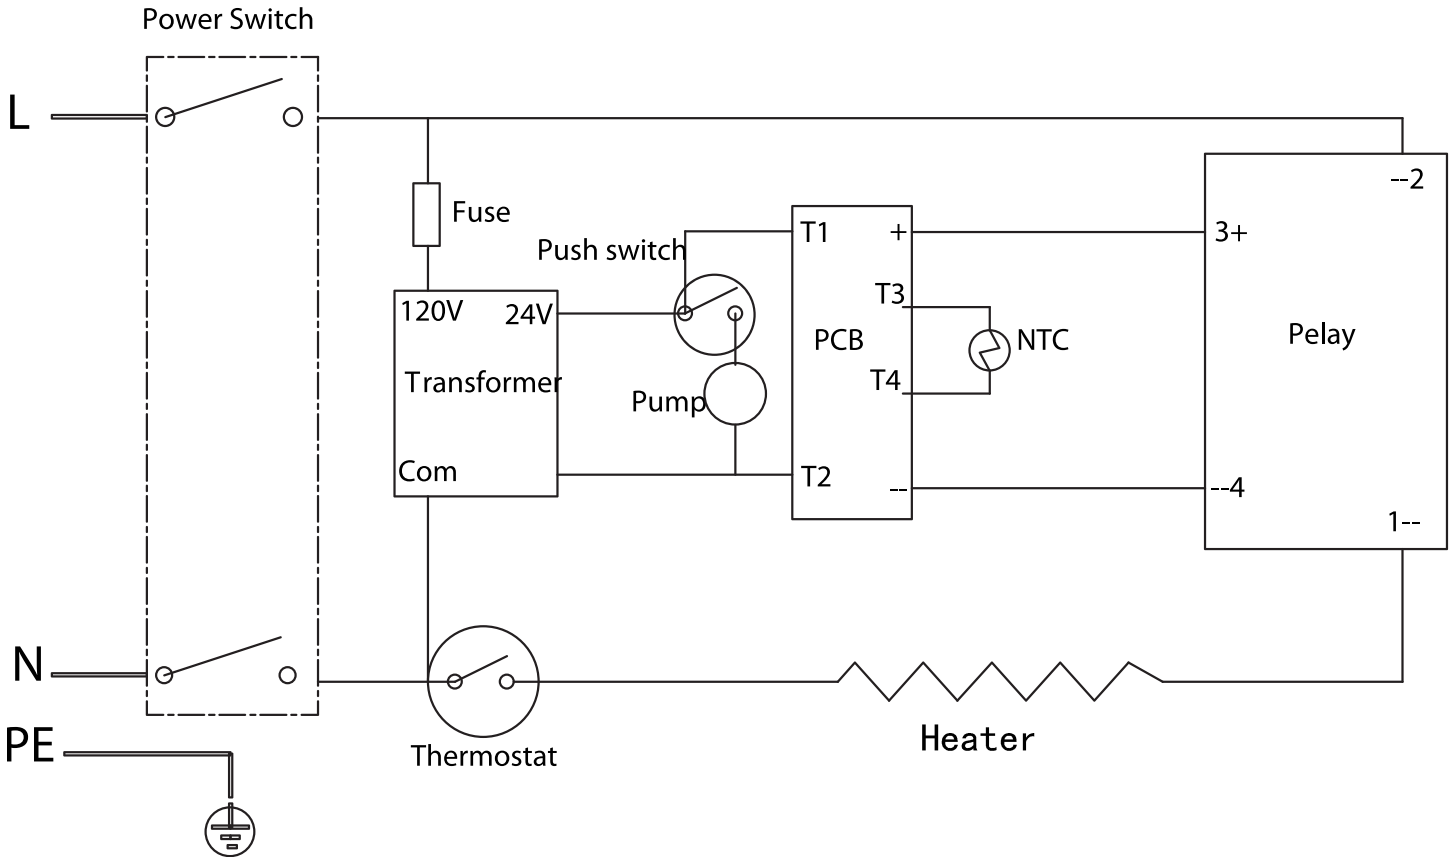 Power Switch
L
--2
Fuse
Push switch
T1
+
3+
120V
24V
T3
PCB
NTC
Pelay
Transformer
T4
Pump
Com
T2
--
--4
1--
N
PE
Thermostat
Heater